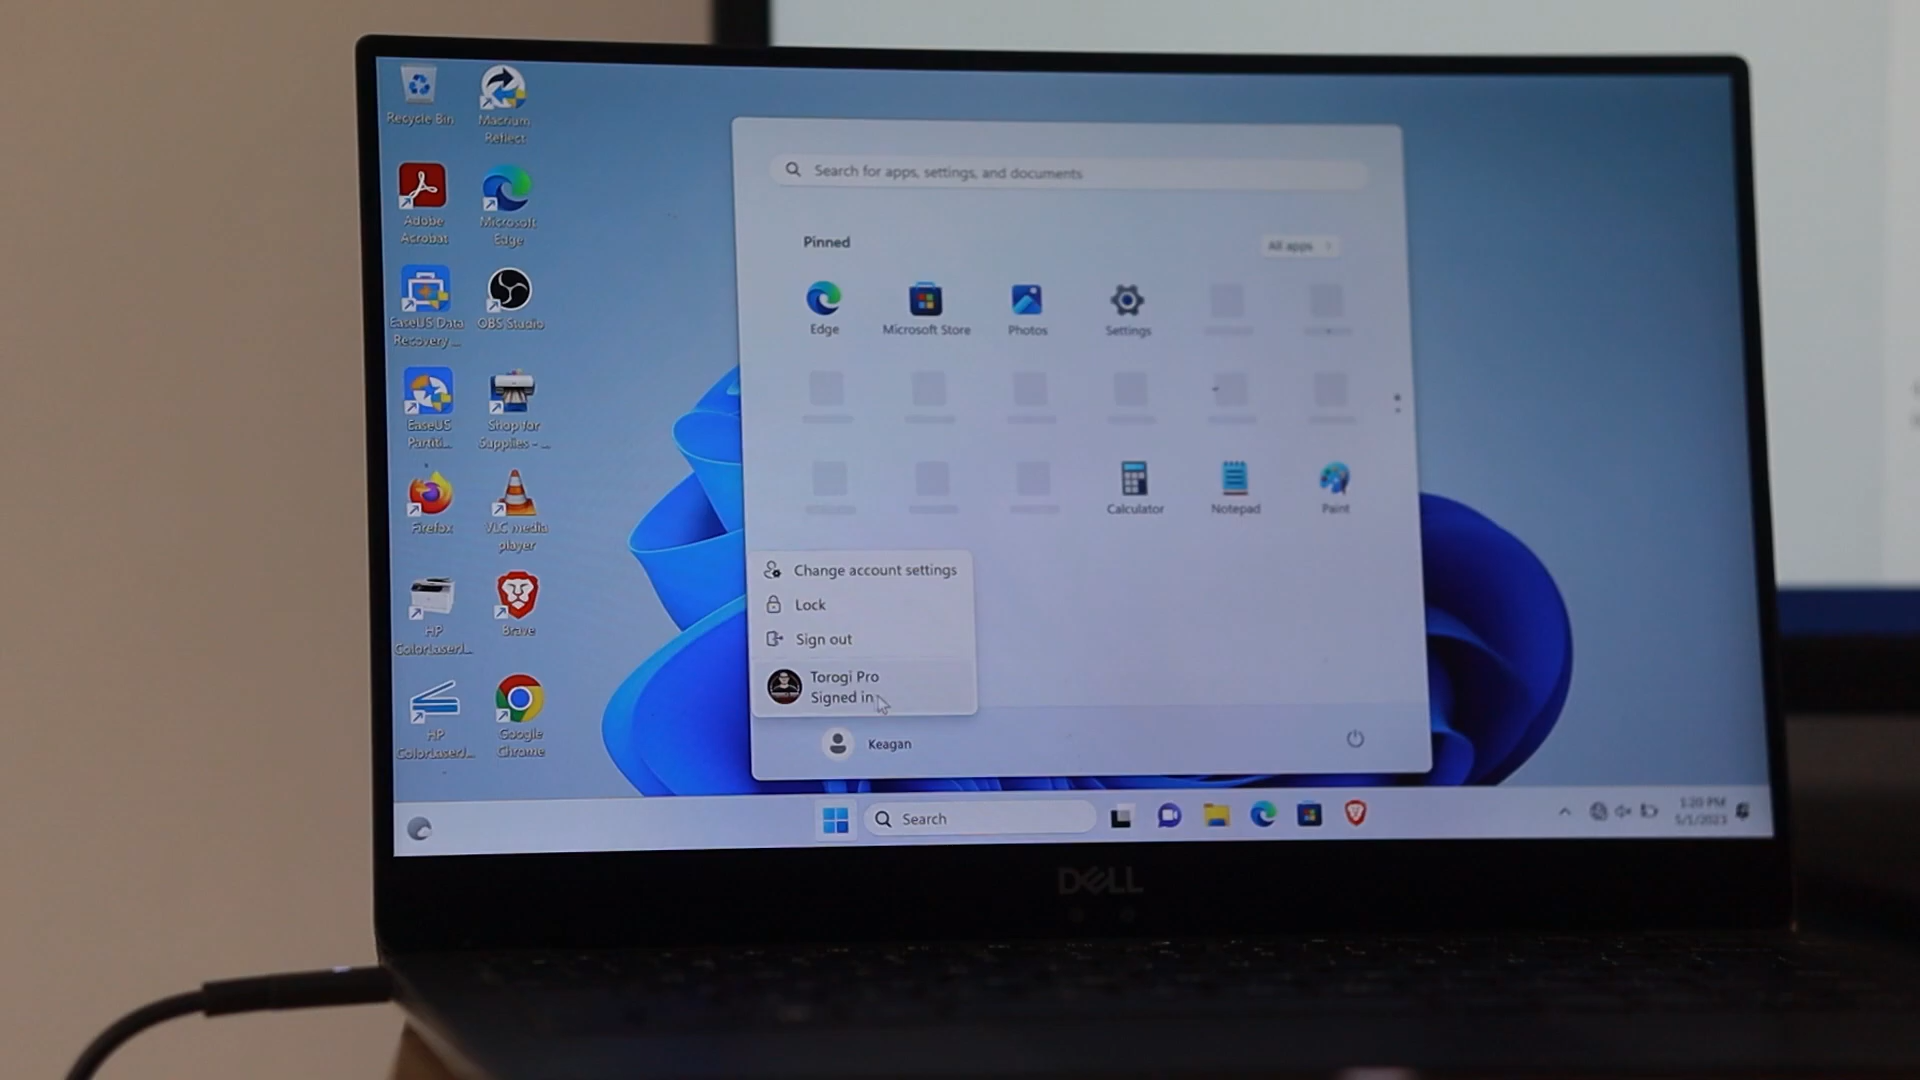 Recycle Bin
Macrium
Reflect
Adobe
Acrobat
Microsoft
Edge
EaseUS Data
Recovery ...
OBS Studio
EaseUS
Partiti...
Shop for
Supplies - ...
Firefox
VLC media
player
HP
ColorLaserJ...
Brave
HP
ColorLaserJ...
Google
Chrome
Search for apps, settings, and documents
Pinned
All apps
Edge
Microsoft Store
Photos
Settings
Calculator
Notepad
Paint
Change account settings
Lock
Sign out
Torogi Pro
Signed in
Keagan
Search
1:20 PM
5/1/2023
DELL